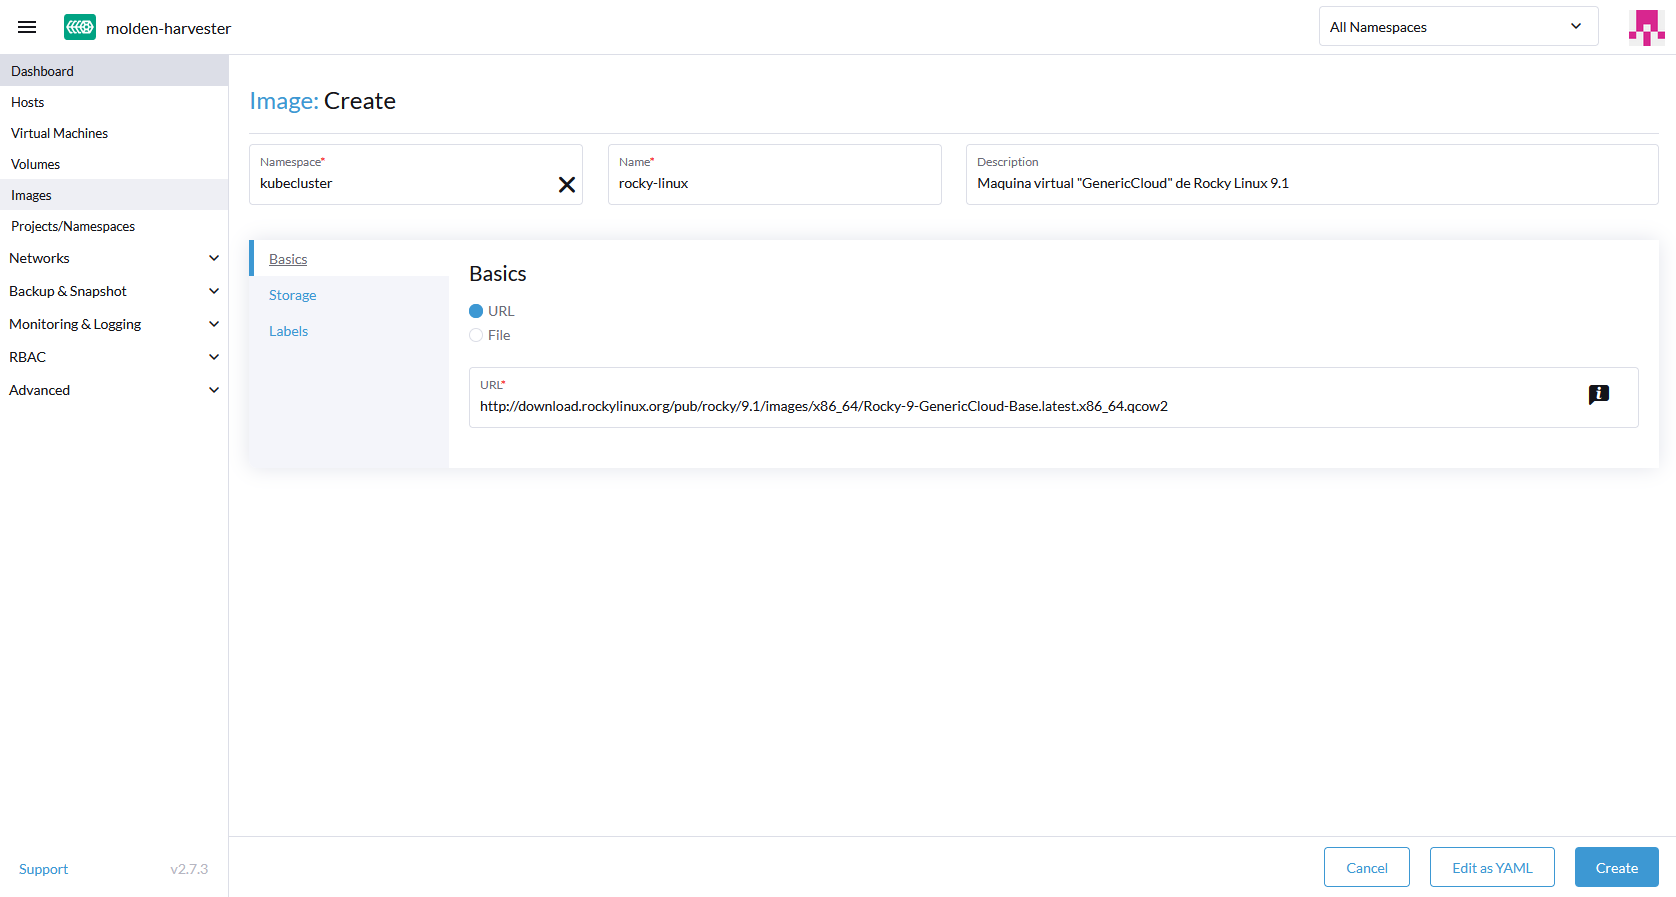 molden-harvester
All Namespaces
Dashboard
Hosts
Virtual Machines
Volumes
Images
Projects/Namespaces
Networks
Backup & Snapshot
Monitoring & Logging
RBAC
Advanced
Support
v2.7.3
Image: Create
Namespace*
kubecluster
Name*
rocky-linux
Description
Maquina virtual "GenericCloud" de Rocky Linux 9.1
Basics
Storage
Labels
Basics
URL
File
URL*
http://download.rockylinux.org/pub/rocky/9.1/images/x86_64/Rocky-9-GenericCloud-Base.latest.x86_64.qcow2
Cancel
Edit as YAML
Create